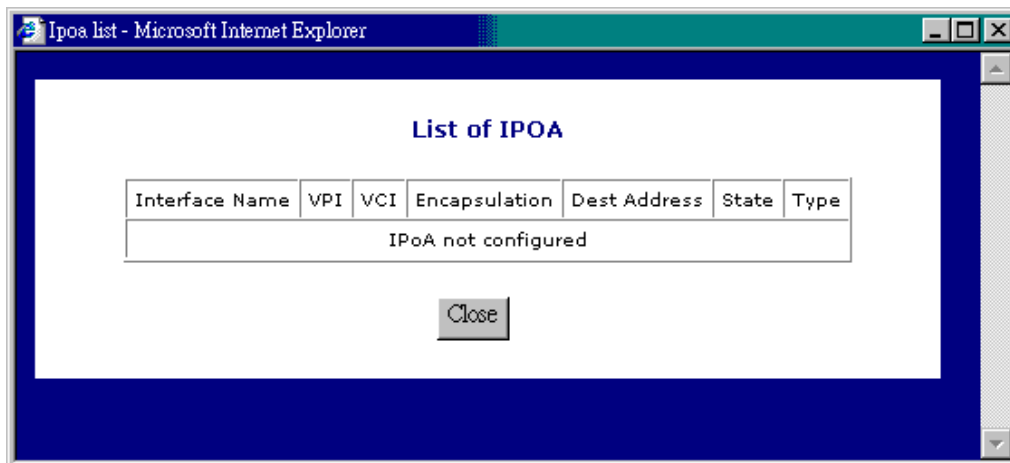 Ipoa list - Microsoft Internet Explorer
List of IPOA
Interface Name VPI VCI Encapsulation Dest Address State Type
IPoA not configured
Close